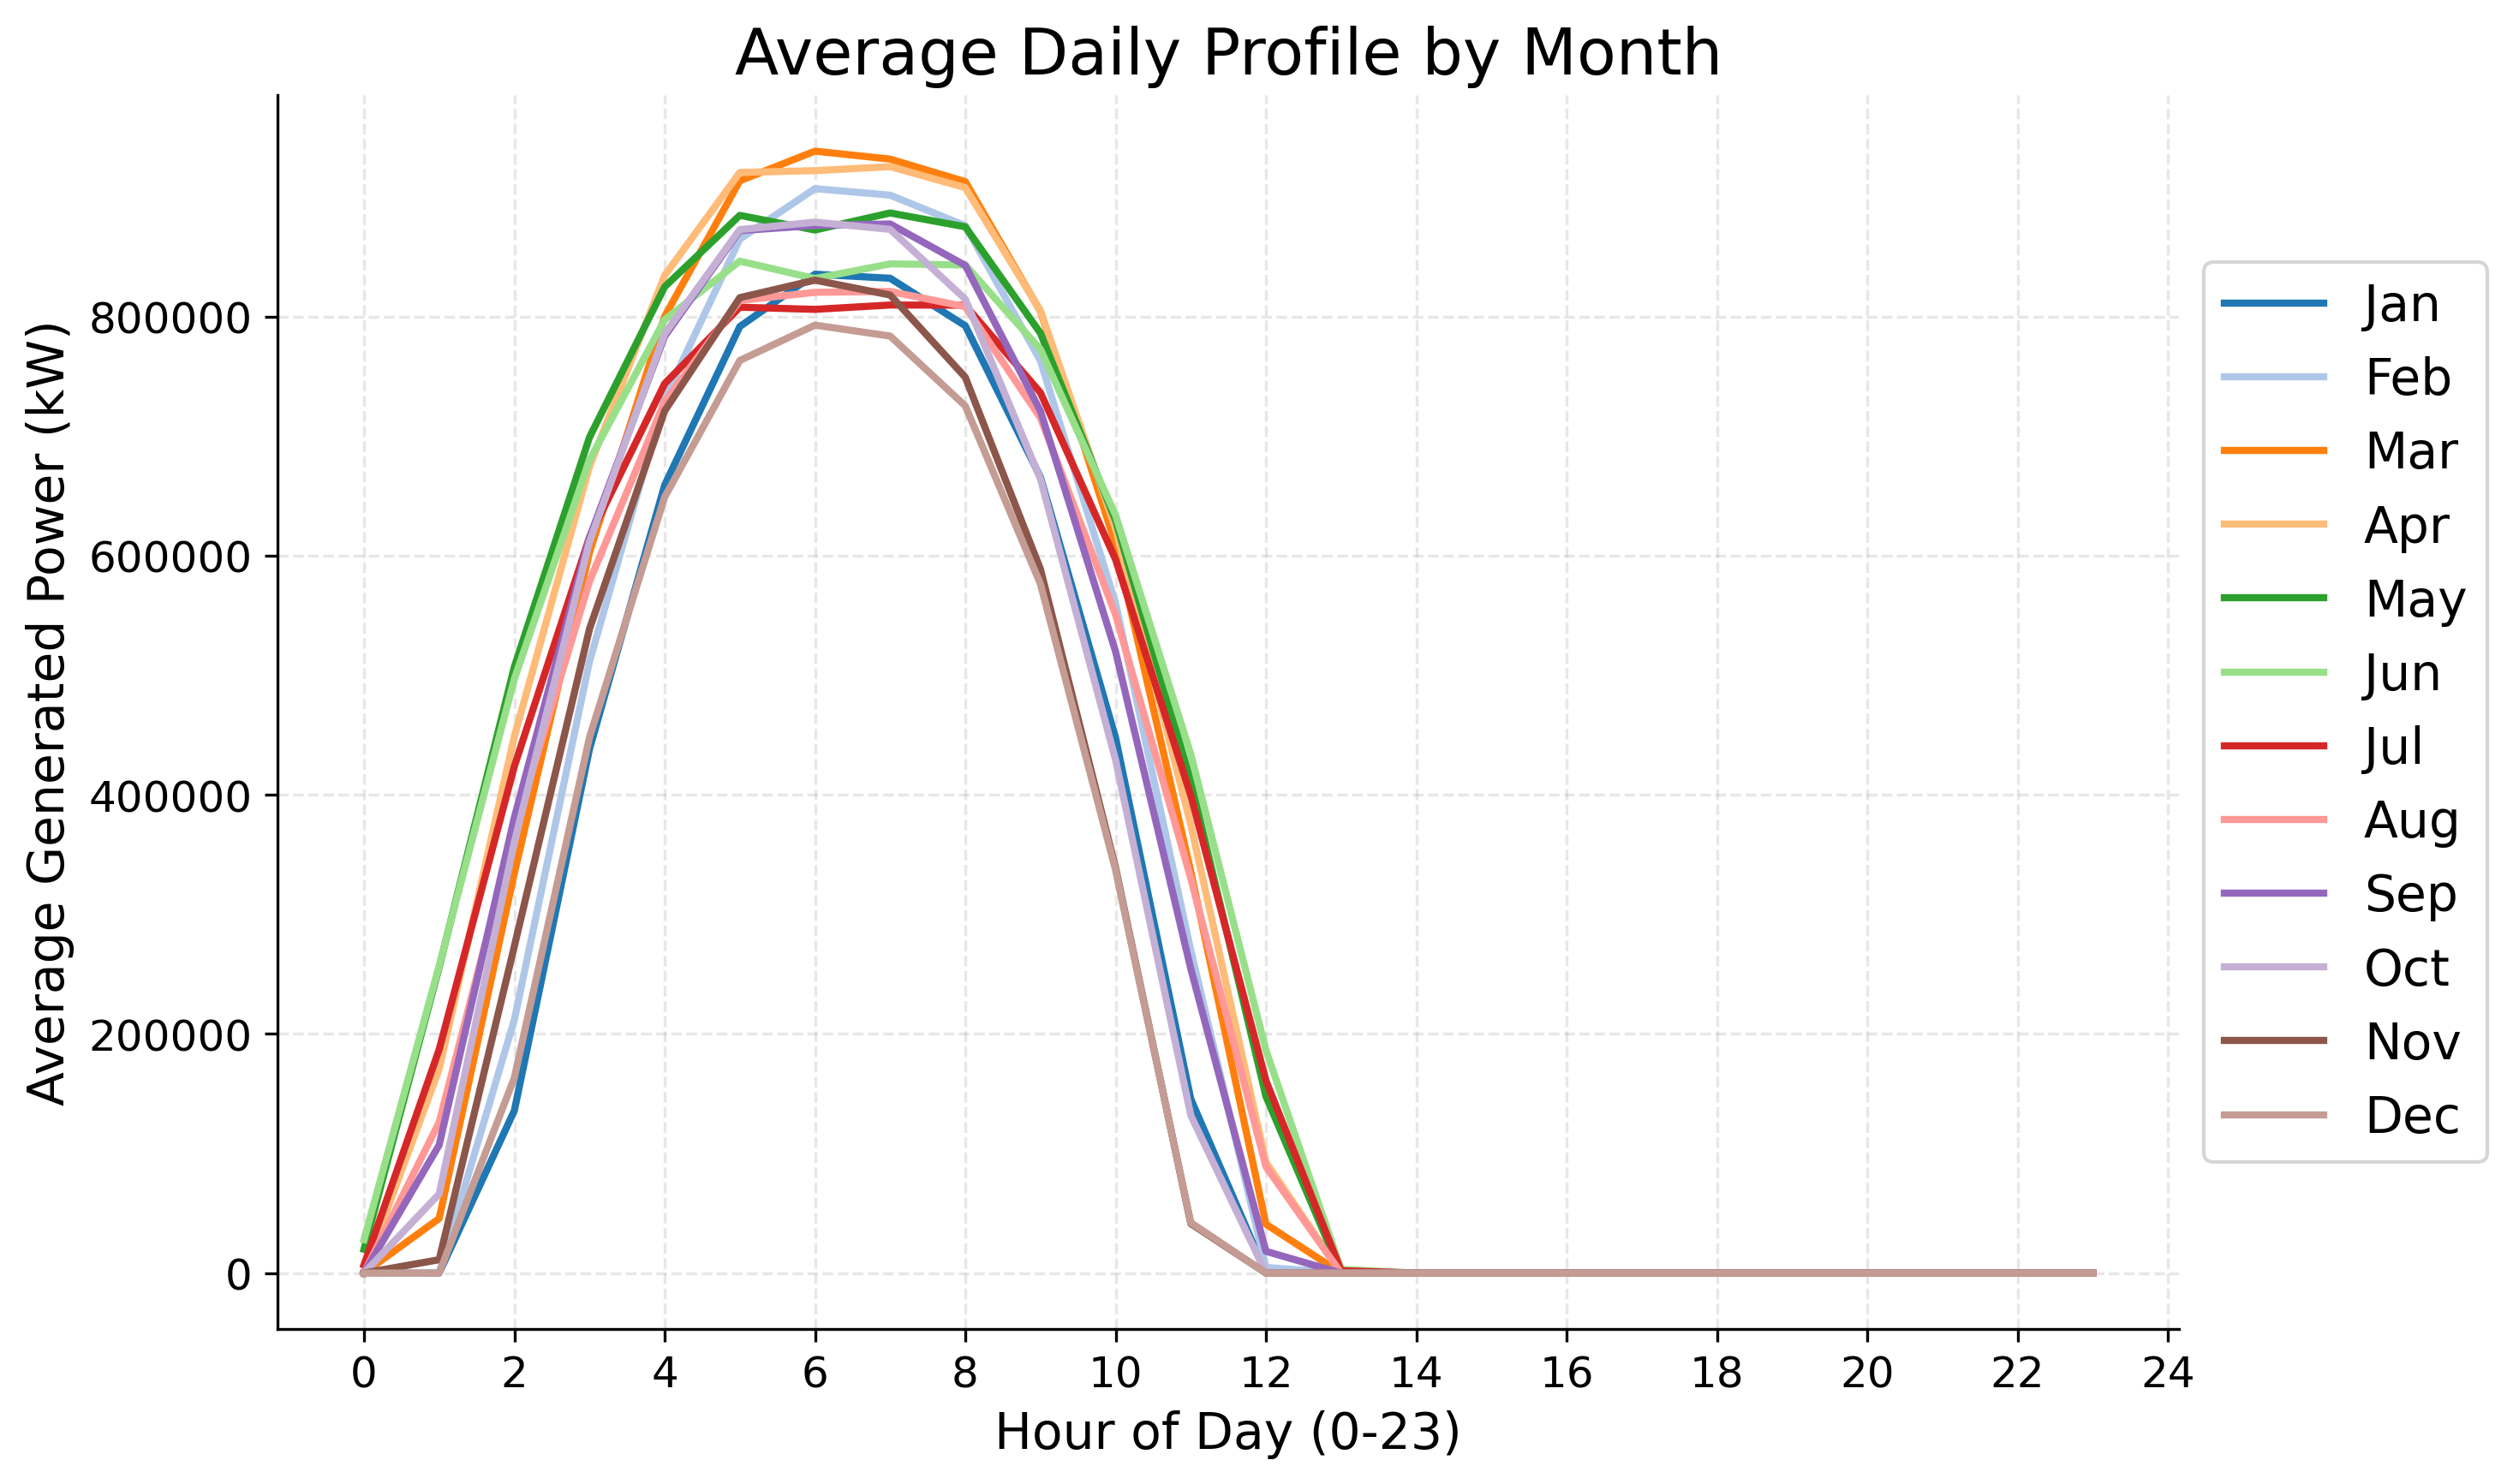 Average Daily Profile by Month
Average Generated Power (kW)
800000
600000
400000
200000
0
0 2 4 6 8 10 12 14 16 18 20 22 24
Hour of Day (0-23)
Jan
Feb
Mar
Apr
May
Jun
Jul
Aug
Sep
Oct
Nov
Dec